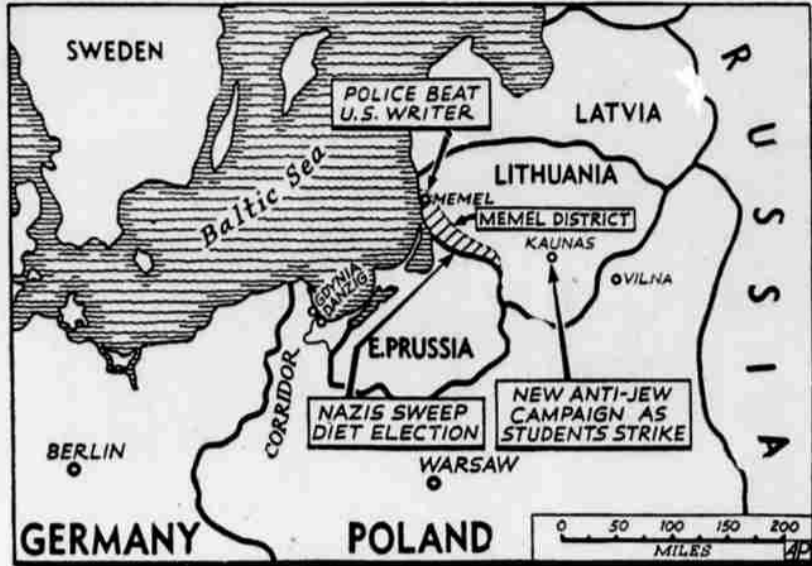 SWEDEN
POLICE BEAT
U.S. WRITER
LATVIA
RUSSIA
LITHUANIA
Baltic Sea
MEMEL
MEMEL DISTRICT
KAUNAS
VILNA
GDYNIA
DANZIG
E.PRUSSIA
CORRIDOR
NAZIS SWEEP
DIET ELECTION
NEW ANTI-JEW
CAMPAIGN AS
STUDENTS STRIKE
BERLIN
WARSAW
GERMANY
POLAND
0 50 100 150 200
MILES
AP